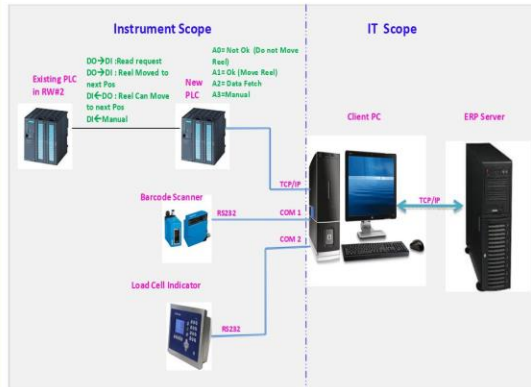 Instrument Scope
IT Scope
DO→DI :Read request
DO→DI : Reel Moved to
next Pos
DI←DO: Reel Can Move
to next Pos
DI←Manual
A0= Not Ok (Do not Move
Reel)
A1= Ok (Move Reel)
A2= Data Fetch
A3=Manual
Existing PLC
in RW#2
New
PLC
Client PC
ERP Server
TCP/IP
TCP/IP
Barcode Scanner
RS232
COM 1
COM 2
Load Cell Indicator
RS232